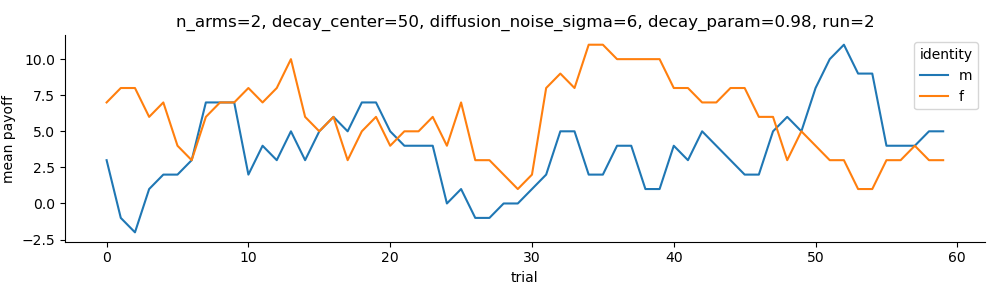 n_arms=2, decay_center=50, diffusion_noise_sigma=6, decay_param=0.98, run=2
mean payoff
10.0
7.5
5.0
2.5
0.0
−2.5
identity
m
f
0 10 20 30 40 50 60
trial